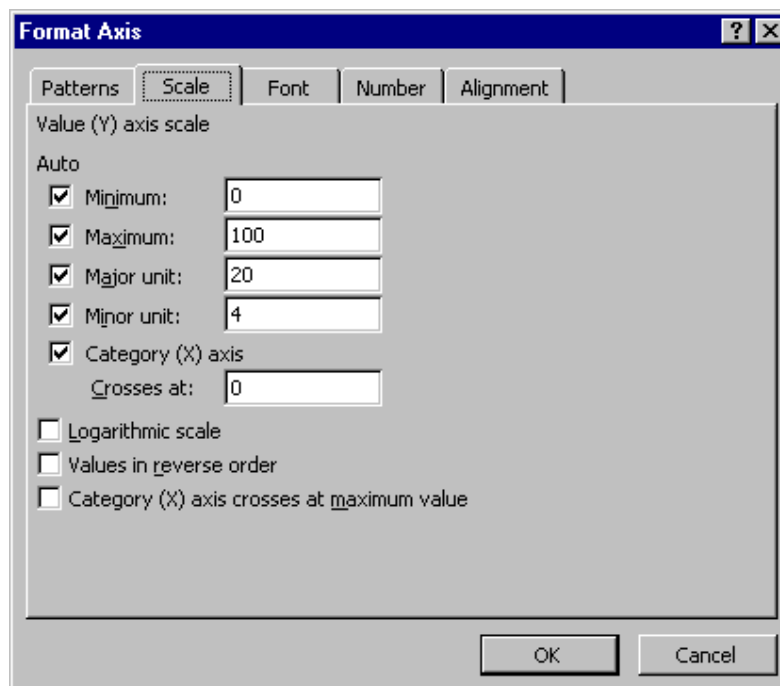 Format Axis
Patterns Scale Font Number Alignment
Value (Y) axis scale
Auto
Minimum: 0
Maximum: 100
Major unit: 20
Minor unit: 4
Category (X) axis
Crosses at: 0
Logarithmic scale
Values in reverse order
Category (X) axis crosses at maximum value
OK Cancel